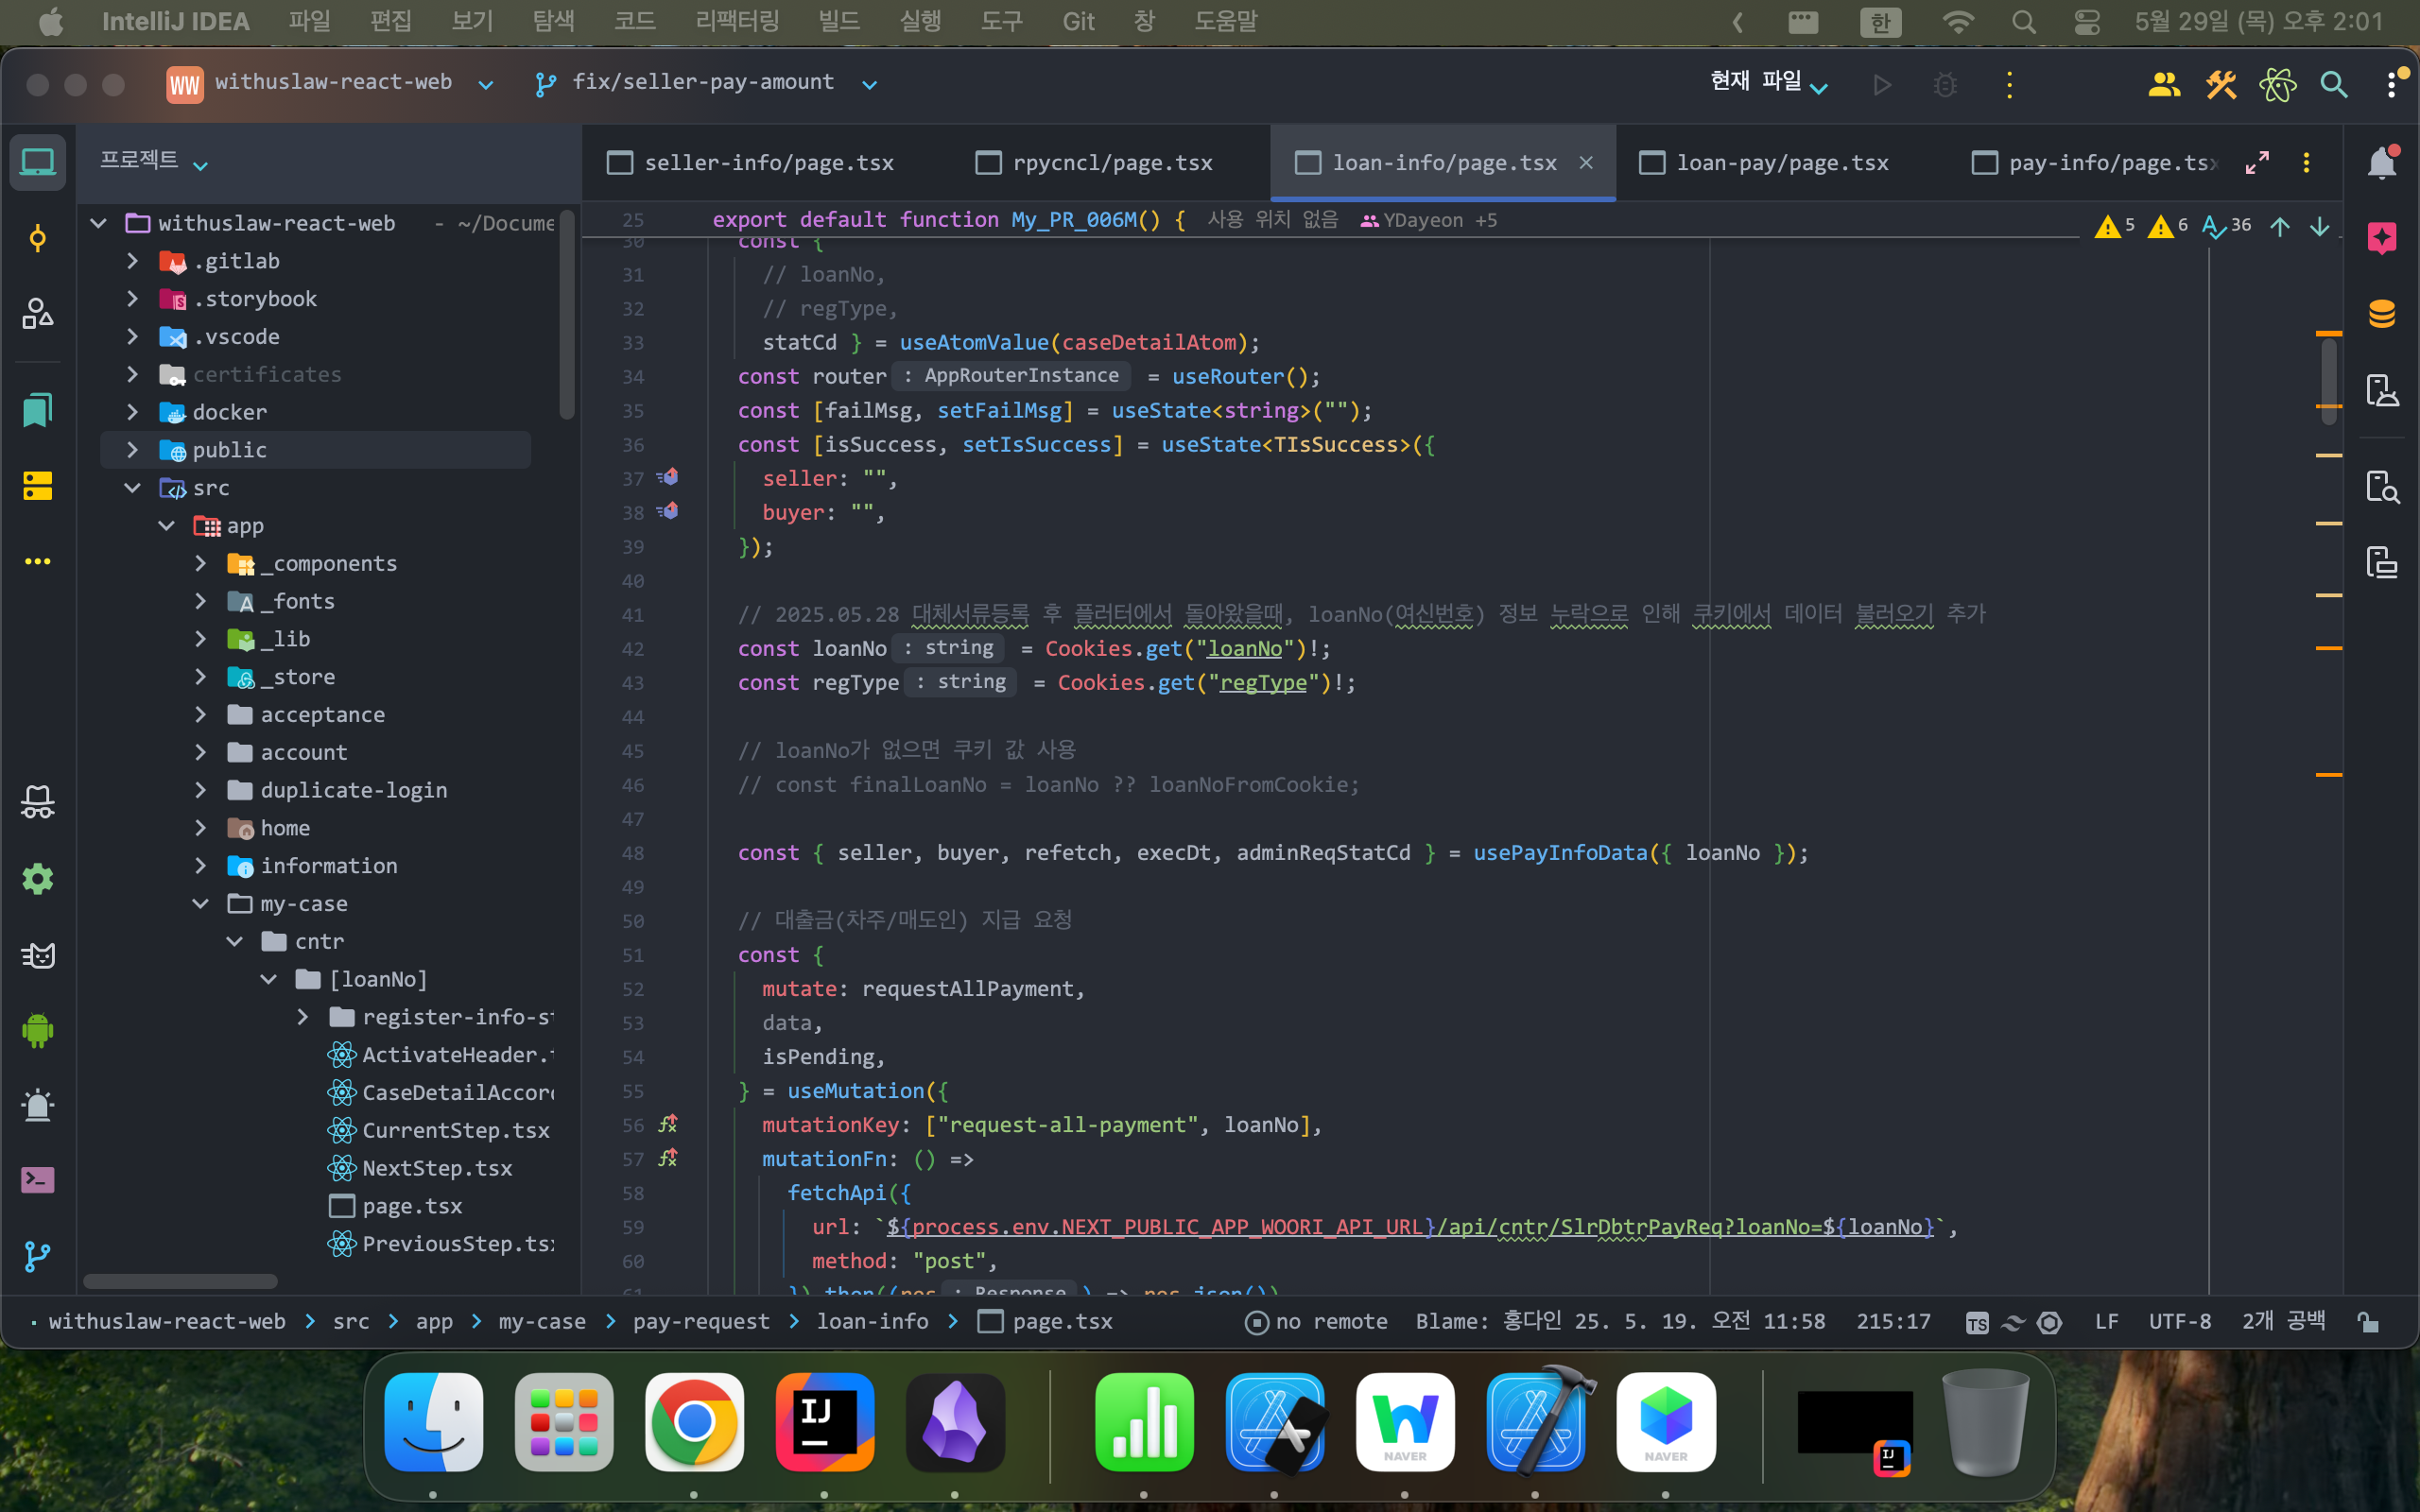 IntelliJ IDEA 파일 편집 보기 탐색 코드 리팩터링 빌드 실행 도구 Git 창 도움말 한 5월 29일 (목) 오후 2:01
WW withuslaw-react-web fix/seller-pay-amount 현재 파일
프로젝트
seller-info/page.tsx rpycncl/page.tsx loan-info/page.tsx loan-pay/page.tsx pay-info/page.tsx
withuslaw-react-web - ~/Docume
.gitlab
.storybook
.vscode
certificates
docker
public
src
app
_components
_fonts
_lib
_store
acceptance
account
duplicate-login
home
information
my-case
cntr
[loanNo]
register-info-st
ActivateHeader.t
CaseDetailAccord
CurrentStep.tsx
NextStep.tsx
page.tsx
PreviousStep.tsx
25 export default function My_PR_006M() { 사용 위치 없음 YDayeon +5 5 6 36
30 const {
31 // loanNo,
32 // regType,
33 statCd } = useAtomValue(caseDetailAtom);
34 const router : AppRouterInstance = useRouter();
35 const [failMsg, setFailMsg] = useState<string>("");
36 const [isSuccess, setIsSuccess] = useState<TIsSuccess>({
37 seller: "",
38 buyer: "",
39 });
40
41 // 2025.05.28 대체서류등록 후 플러터에서 돌아왔을때, loanNo(여신번호) 정보 누락으로 인해 쿠키에서 데이터 불러오기 추가
42 const loanNo : string = Cookies.get("loanNo")!;
43 const regType : string = Cookies.get("regType")!;
44
45 // loanNo가 없으면 쿠키 값 사용
46 // const finalLoanNo = loanNo ?? loanNoFromCookie;
47
48 const { seller, buyer, refetch, execDt, adminReqStatCd } = usePayInfoData({ loanNo });
49
50 // 대출금(차주/매도인) 지급 요청
51 const {
52 mutate: requestAllPayment,
53 data,
54 isPending,
55 } = useMutation({
56 mutationKey: ["request-all-payment", loanNo],
57 mutationFn: () =>
58 fetchApi({
59 url: `${process.env.NEXT_PUBLIC_APP_WOORI_API_URL}/api/cntr/SlrDbtrPayReq?loanNo=${loanNo}`,
60 method: "post",
61 }).then((res : Response ) => res.json())
withuslaw-react-web src app my-case pay-request loan-info page.tsx no remote Blame: 홍다인 25. 5. 19. 오전 11:58 215:17 TS LF UTF-8 2개 공백
IJ NAVER NAVER IJ